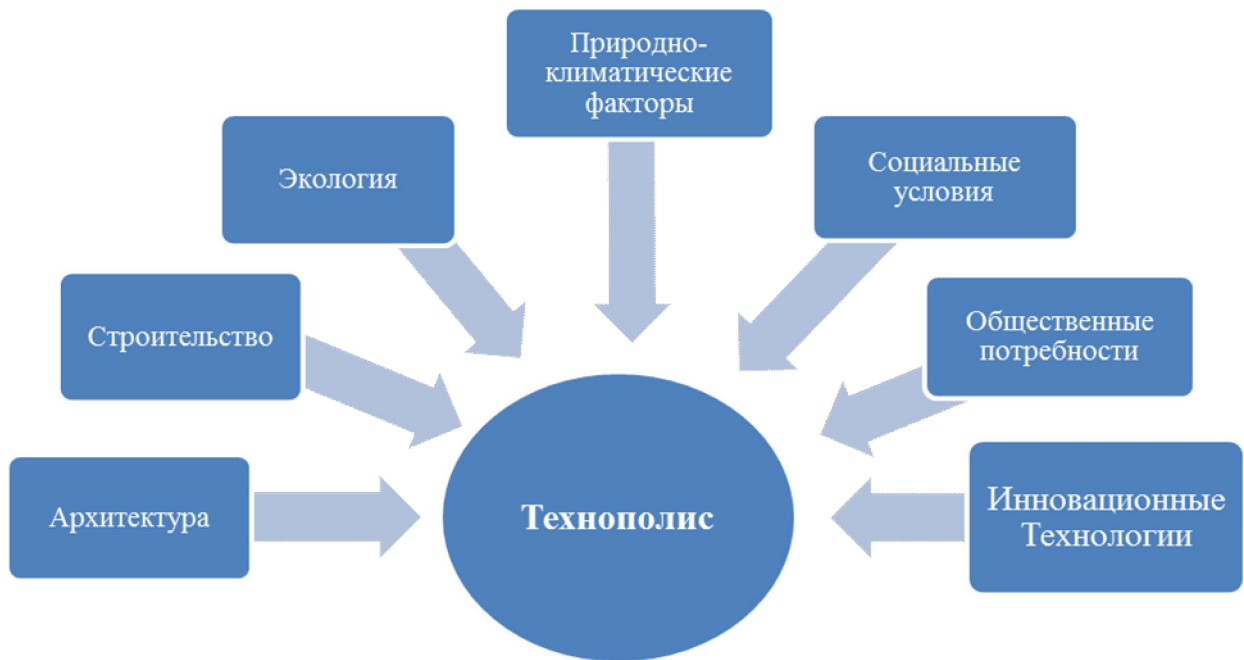 Природно-
климатические
факторы
Экология
Социальные
условия
Строительство
Общественные
потребности
Архитектура
Технополис
Инновационные
Технологии